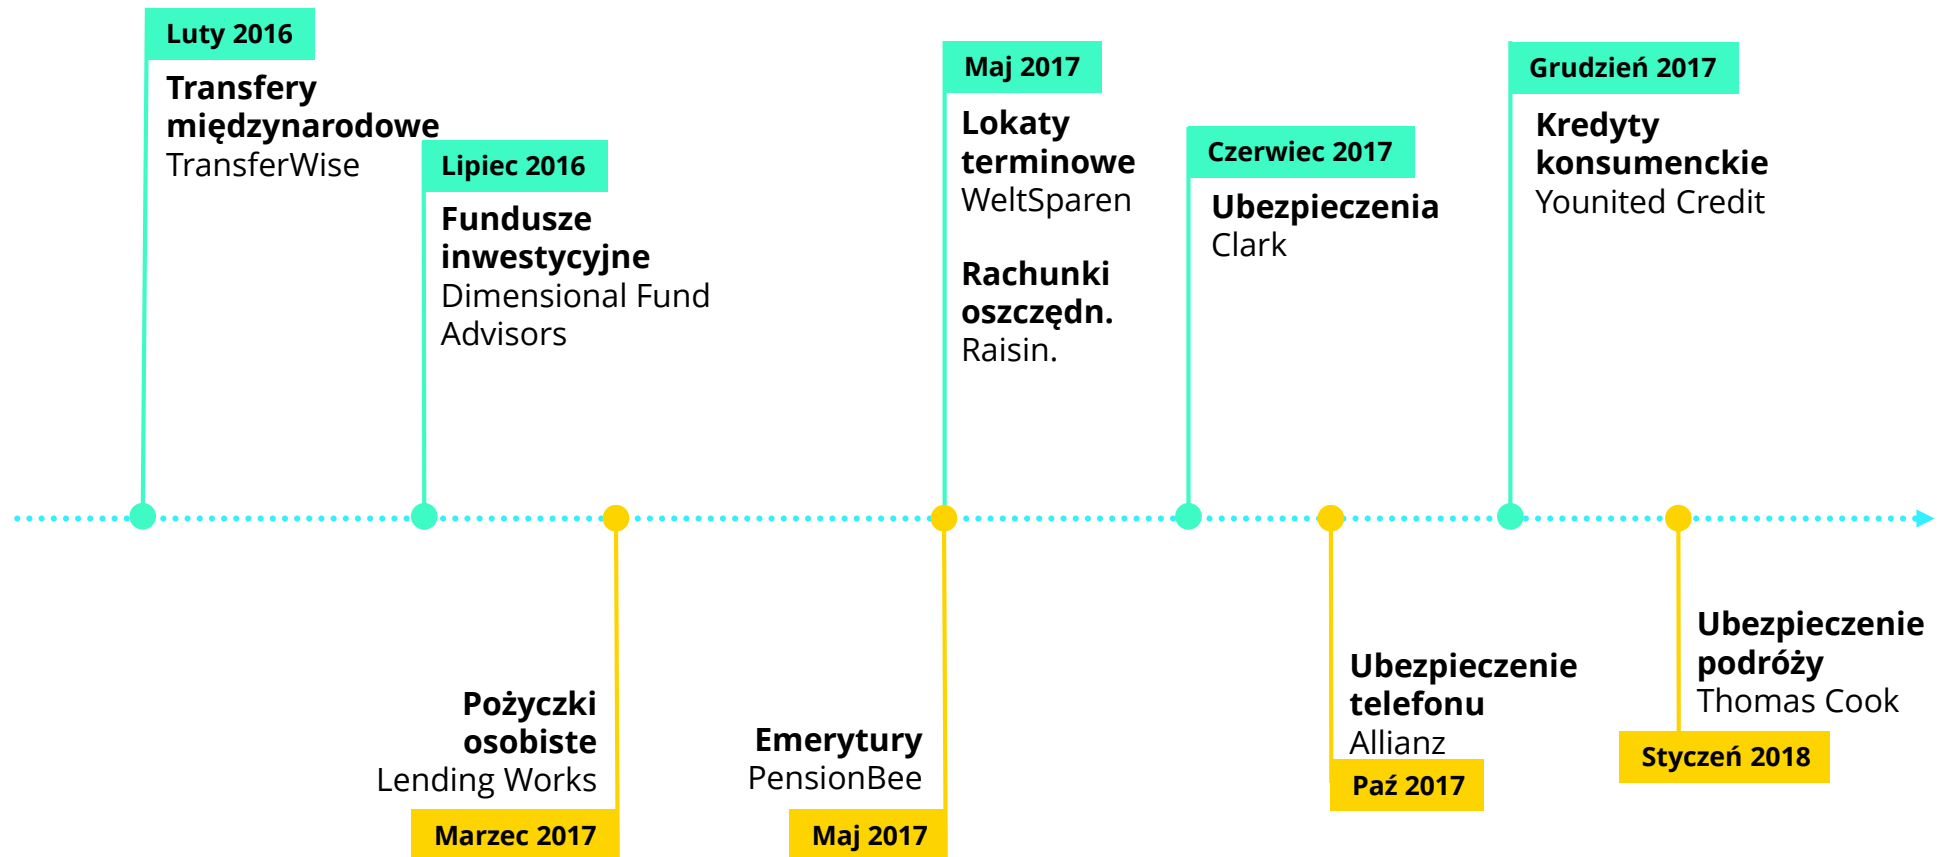 Luty 2016
Transfery
międzynarodowe
TransferWise
Lipiec 2016
Fundusze
inwestycyjne
Dimensional Fund
Advisors
Maj 2017
Lokaty
terminowe
WeltSparen
Rachunki
oszczędn.
Raisin.
Czerwiec 2017
Ubezpieczenia
Clark
Grudzień 2017
Kredyty
konsumenckie
Younited Credit
Pożyczki
osobiste
Lending Works
Marzec 2017
Emerytury
PensionBee
Maj 2017
Ubezpieczenie
telefonu
Allianz
Paź 2017
Ubezpieczenie
podróży
Thomas Cook
Styczeń 2018